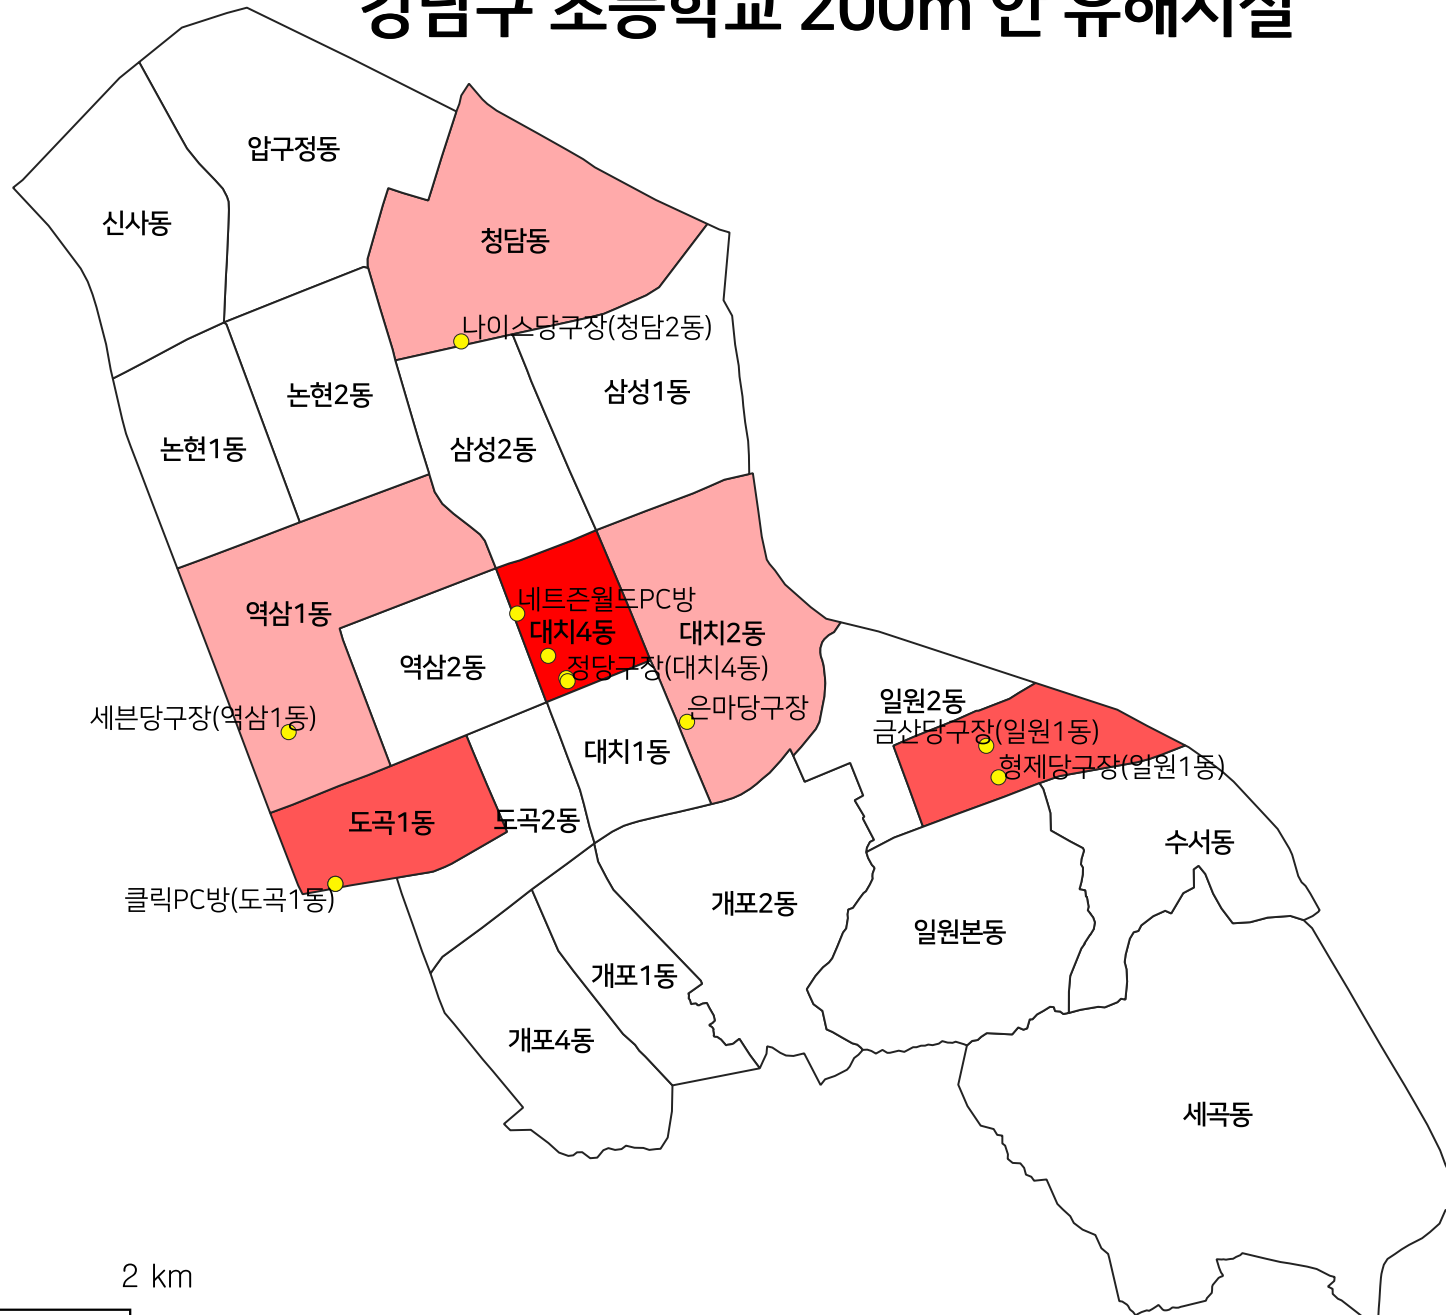 강남구 초등학교 200m 안 유해시설
압구정동
신사동
청담동
나이스당구장(청담2동)
논현2동
삼성1동
논현1동
삼성2동
네트즌월드PC방
역삼1동
대치4동
대치2동
역삼2동
정당구장(대치4동)
일원2동
은마당구장
세븐당구장(역삼1동)
금산당구장(일원1동)
대치1동
형제당구장(일원1동)
도곡1동
도곡2동
수서동
클릭PC방(도곡1동)
개포2동
일원본동
개포1동
개포4동
세곡동
2 km